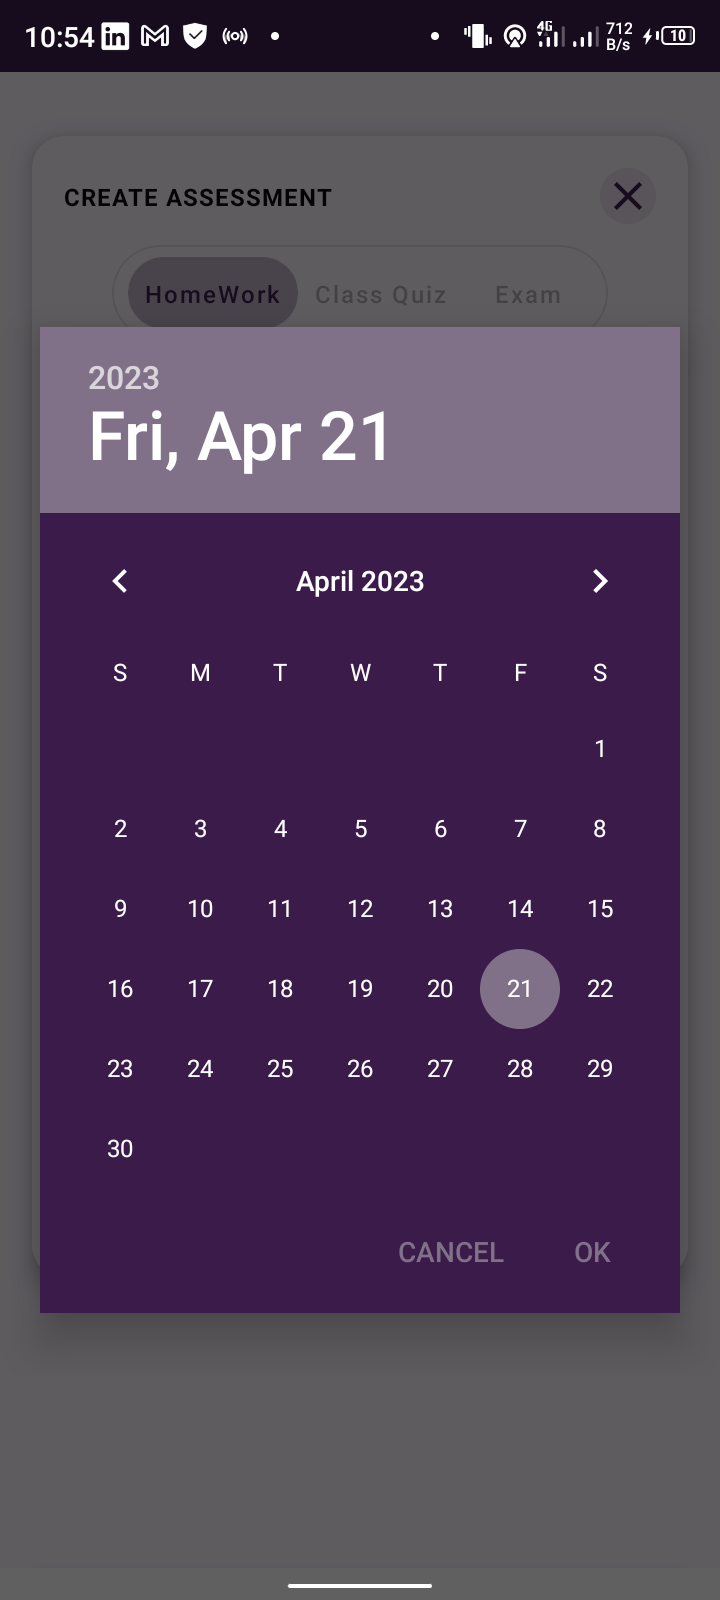 10:54 in 4G 712 B/s 10
CREATE ASSESSMENT
HomeWork Class Quiz Exam
2023
Fri, Apr 21
April 2023
S M T W T F S
1
2 3 4 5 6 7 8
9 10 11 12 13 14 15
16 17 18 19 20 21 22
23 24 25 26 27 28 29
30
CANCEL OK